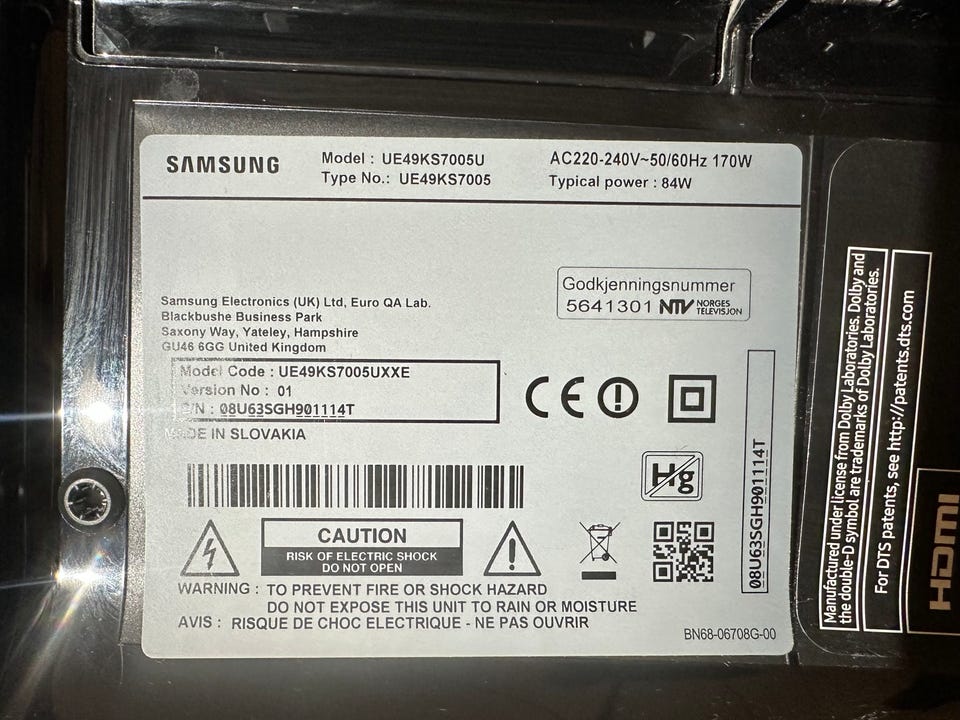 SAMSUNG
Model : UE49KS7005U
Type No.: UE49KS7005
AC220-240V~50/60Hz 170W
Typical power : 84W
Godkjenningsnummer
5641301 NTV NORGES TELEVISJON
Samsung Electronics (UK) Ltd, Euro QA Lab.
Blackbushe Business Park
Saxony Way, Yateley, Hampshire
GU46 6GG United Kingdom
Model Code : UE49KS7005UXXE
Version No : 01
S/N : 08U63SGH901114T
MADE IN SLOVAKIA
CE
Hg
08U63SGH901114T
CAUTION
RISK OF ELECTRIC SHOCK
DO NOT OPEN
WARNING : TO PREVENT FIRE OR SHOCK HAZARD
DO NOT EXPOSE THIS UNIT TO RAIN OR MOISTURE
AVIS : RISQUE DE CHOC ELECTRIQUE - NE PAS OUVRIR
BN68-06708G-00
Manufactured under license from Dolby Laboratories. Dolby and
the double-D symbol are trademarks of Dolby Laboratories.
For DTS patents, see http://patents.dts.com
HDMI